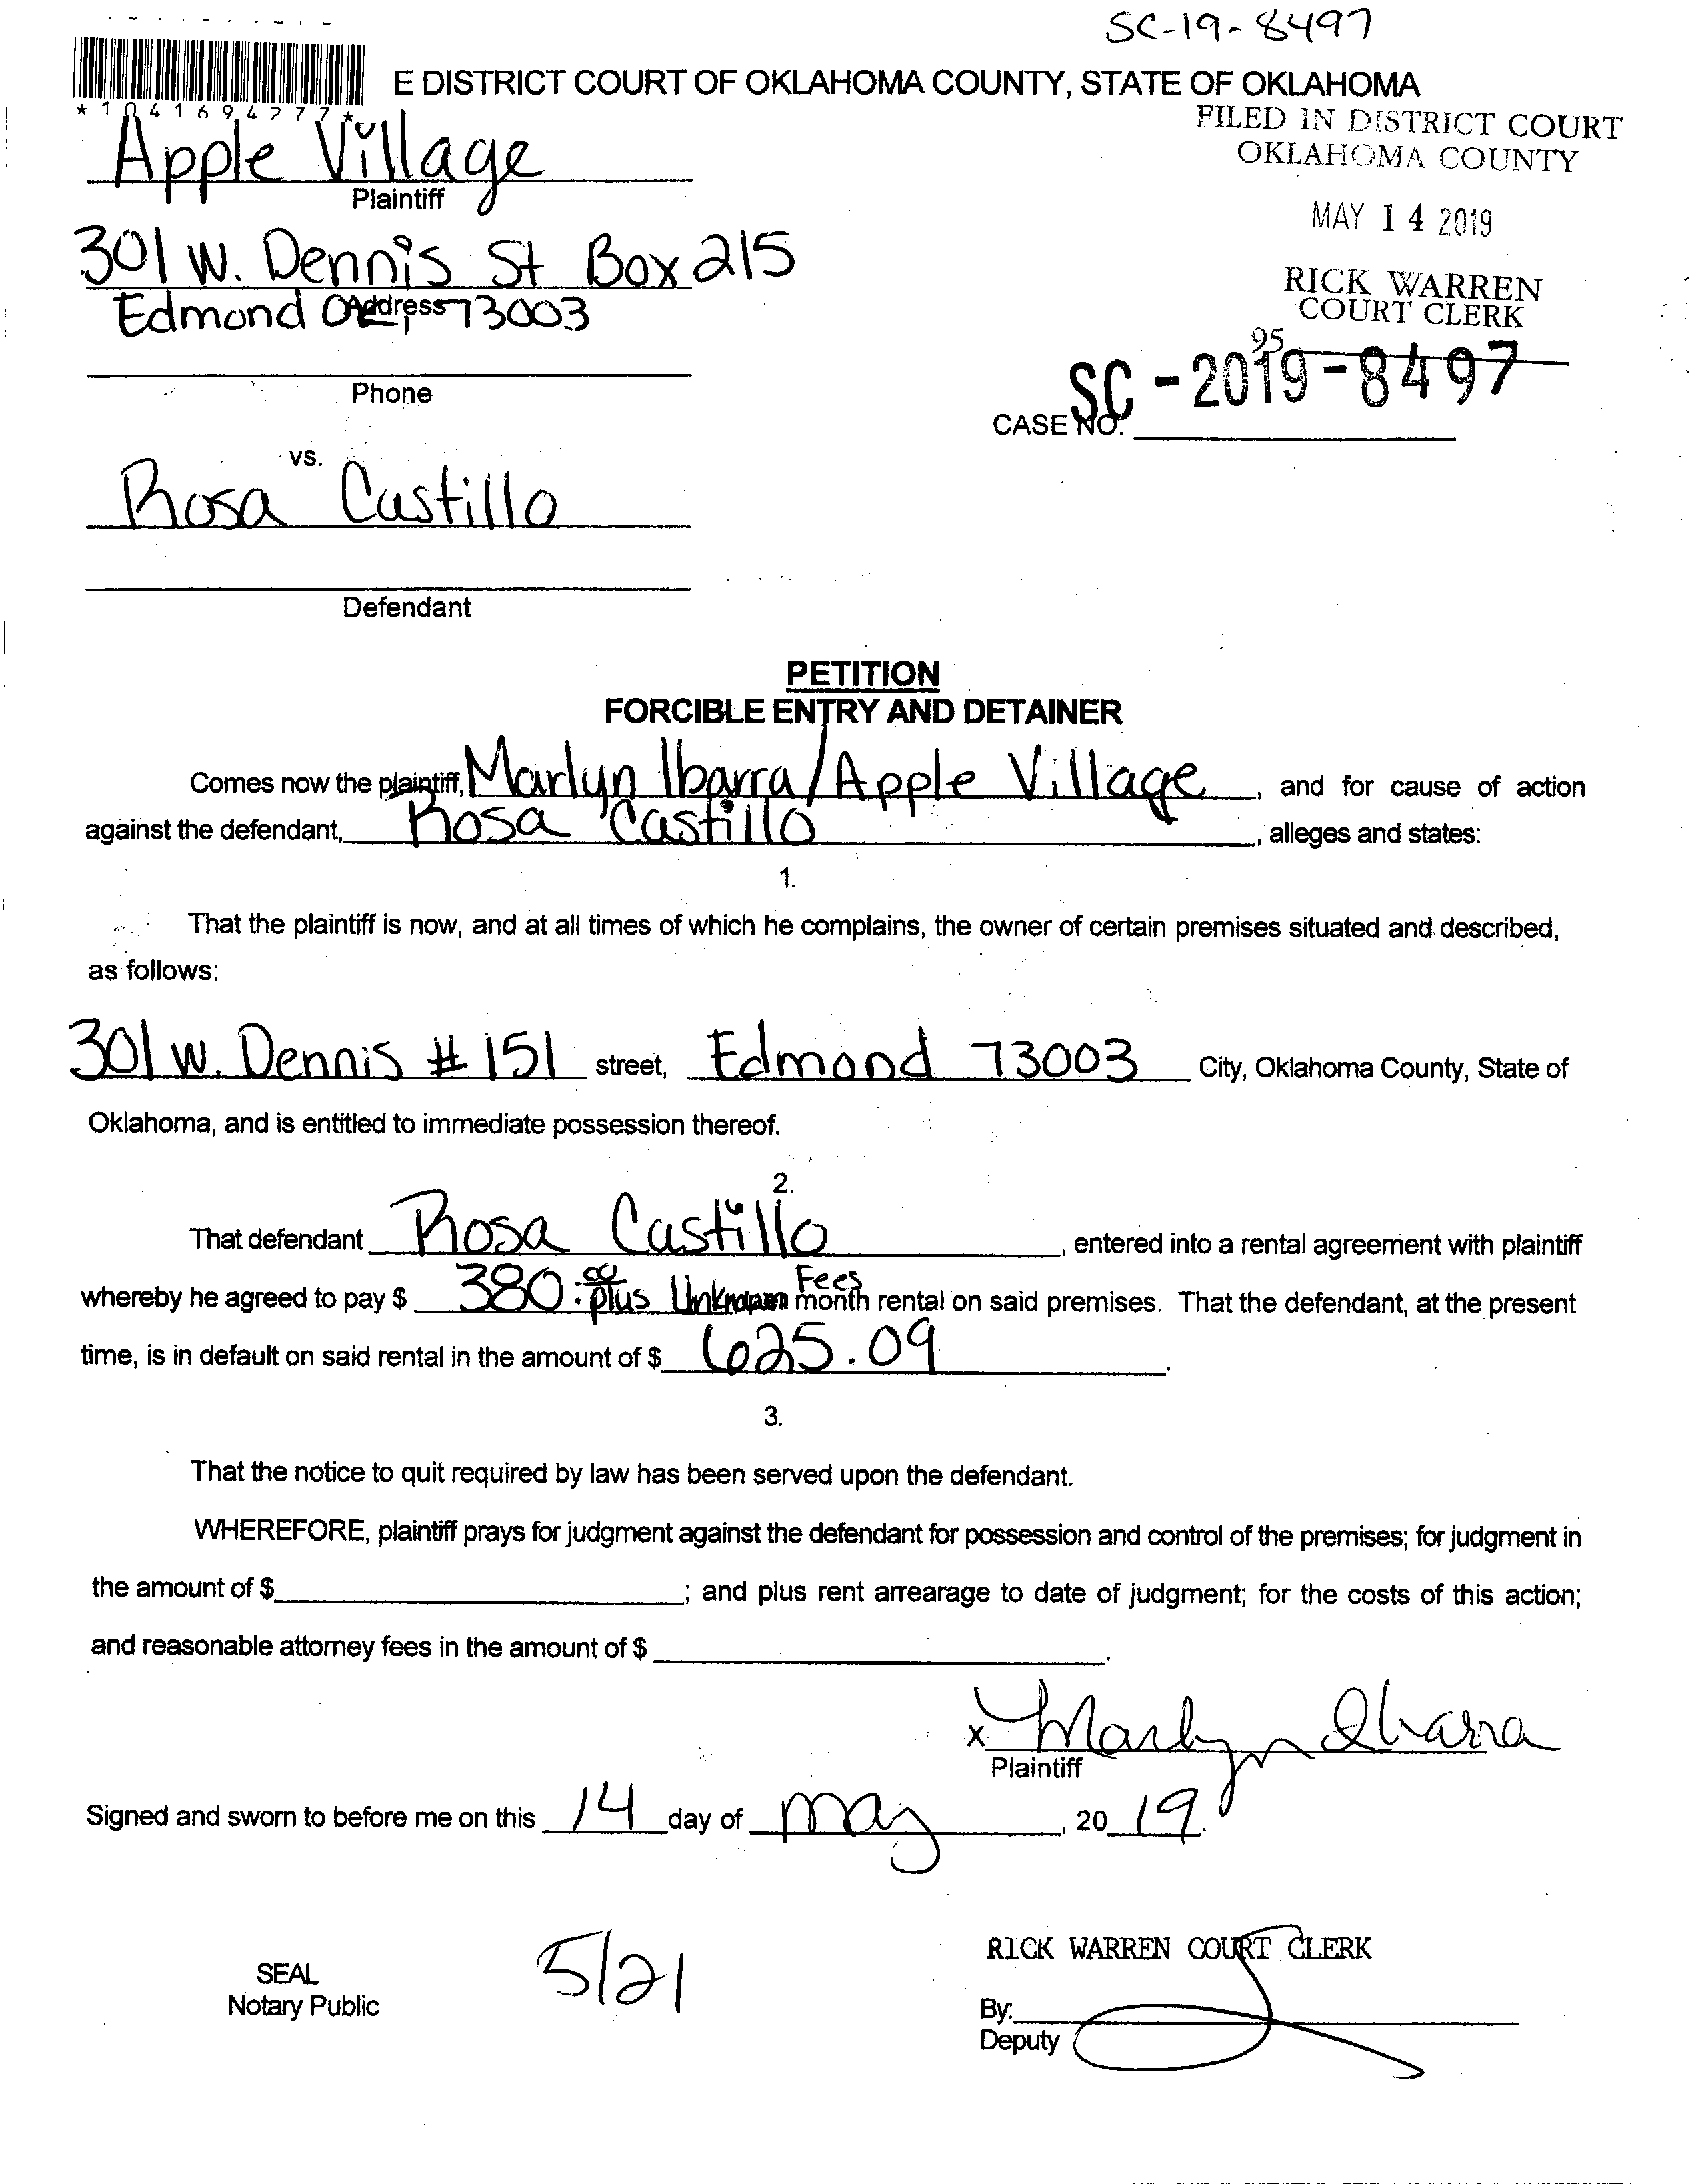 SC-19-8497
E DISTRICT COURT OF OKLAHOMA COUNTY, STATE OF OKLAHOMA
*1041694277*
FILED IN DISTRICT COURT
OKLAHOMA COUNTY
Apple Village
Plaintiff
MAY 14 2019
301 W. Dennis St Box 215
RICK WARREN
COURT CLERK
Edmond OK, 73003
Address
95
SC-2019-8497
Phone
CASE NO.
vs.
Rosa Castillo
Defendant
PETITION
FORCIBLE ENTRY AND DETAINER
Comes now the plaintiff, Marlyn Ibarra/Apple Village, and for cause of action
against the defendant, Rosa Castillo, alleges and states:
1.
That the plaintiff is now, and at all times of which he complains, the owner of certain premises situated and described,
as follows:
301 W. Dennis # 151 street, Edmond 73003 City, Oklahoma County, State of
Oklahoma, and is entitled to immediate possession thereof.
2.
That defendant Rosa Castillo, entered into a rental agreement with plaintiff
whereby he agreed to pay $ 380.00 plus Unknown Fees month rental on said premises. That the defendant, at the present
time, is in default on said rental in the amount of $ 625.09.
3.
That the notice to quit required by law has been served upon the defendant.
WHEREFORE, plaintiff prays for judgment against the defendant for possession and control of the premises; for judgment in
the amount of $ ; and plus rent arrearage to date of judgment; for the costs of this action;
and reasonable attorney fees in the amount of $ .
x Marlyn Ibarra
Plaintiff
Signed and sworn to before me on this 14 day of may, 20 19.
RICK WARREN COURT CLERK
SEAL
5/21
Notary Public
By:
Deputy